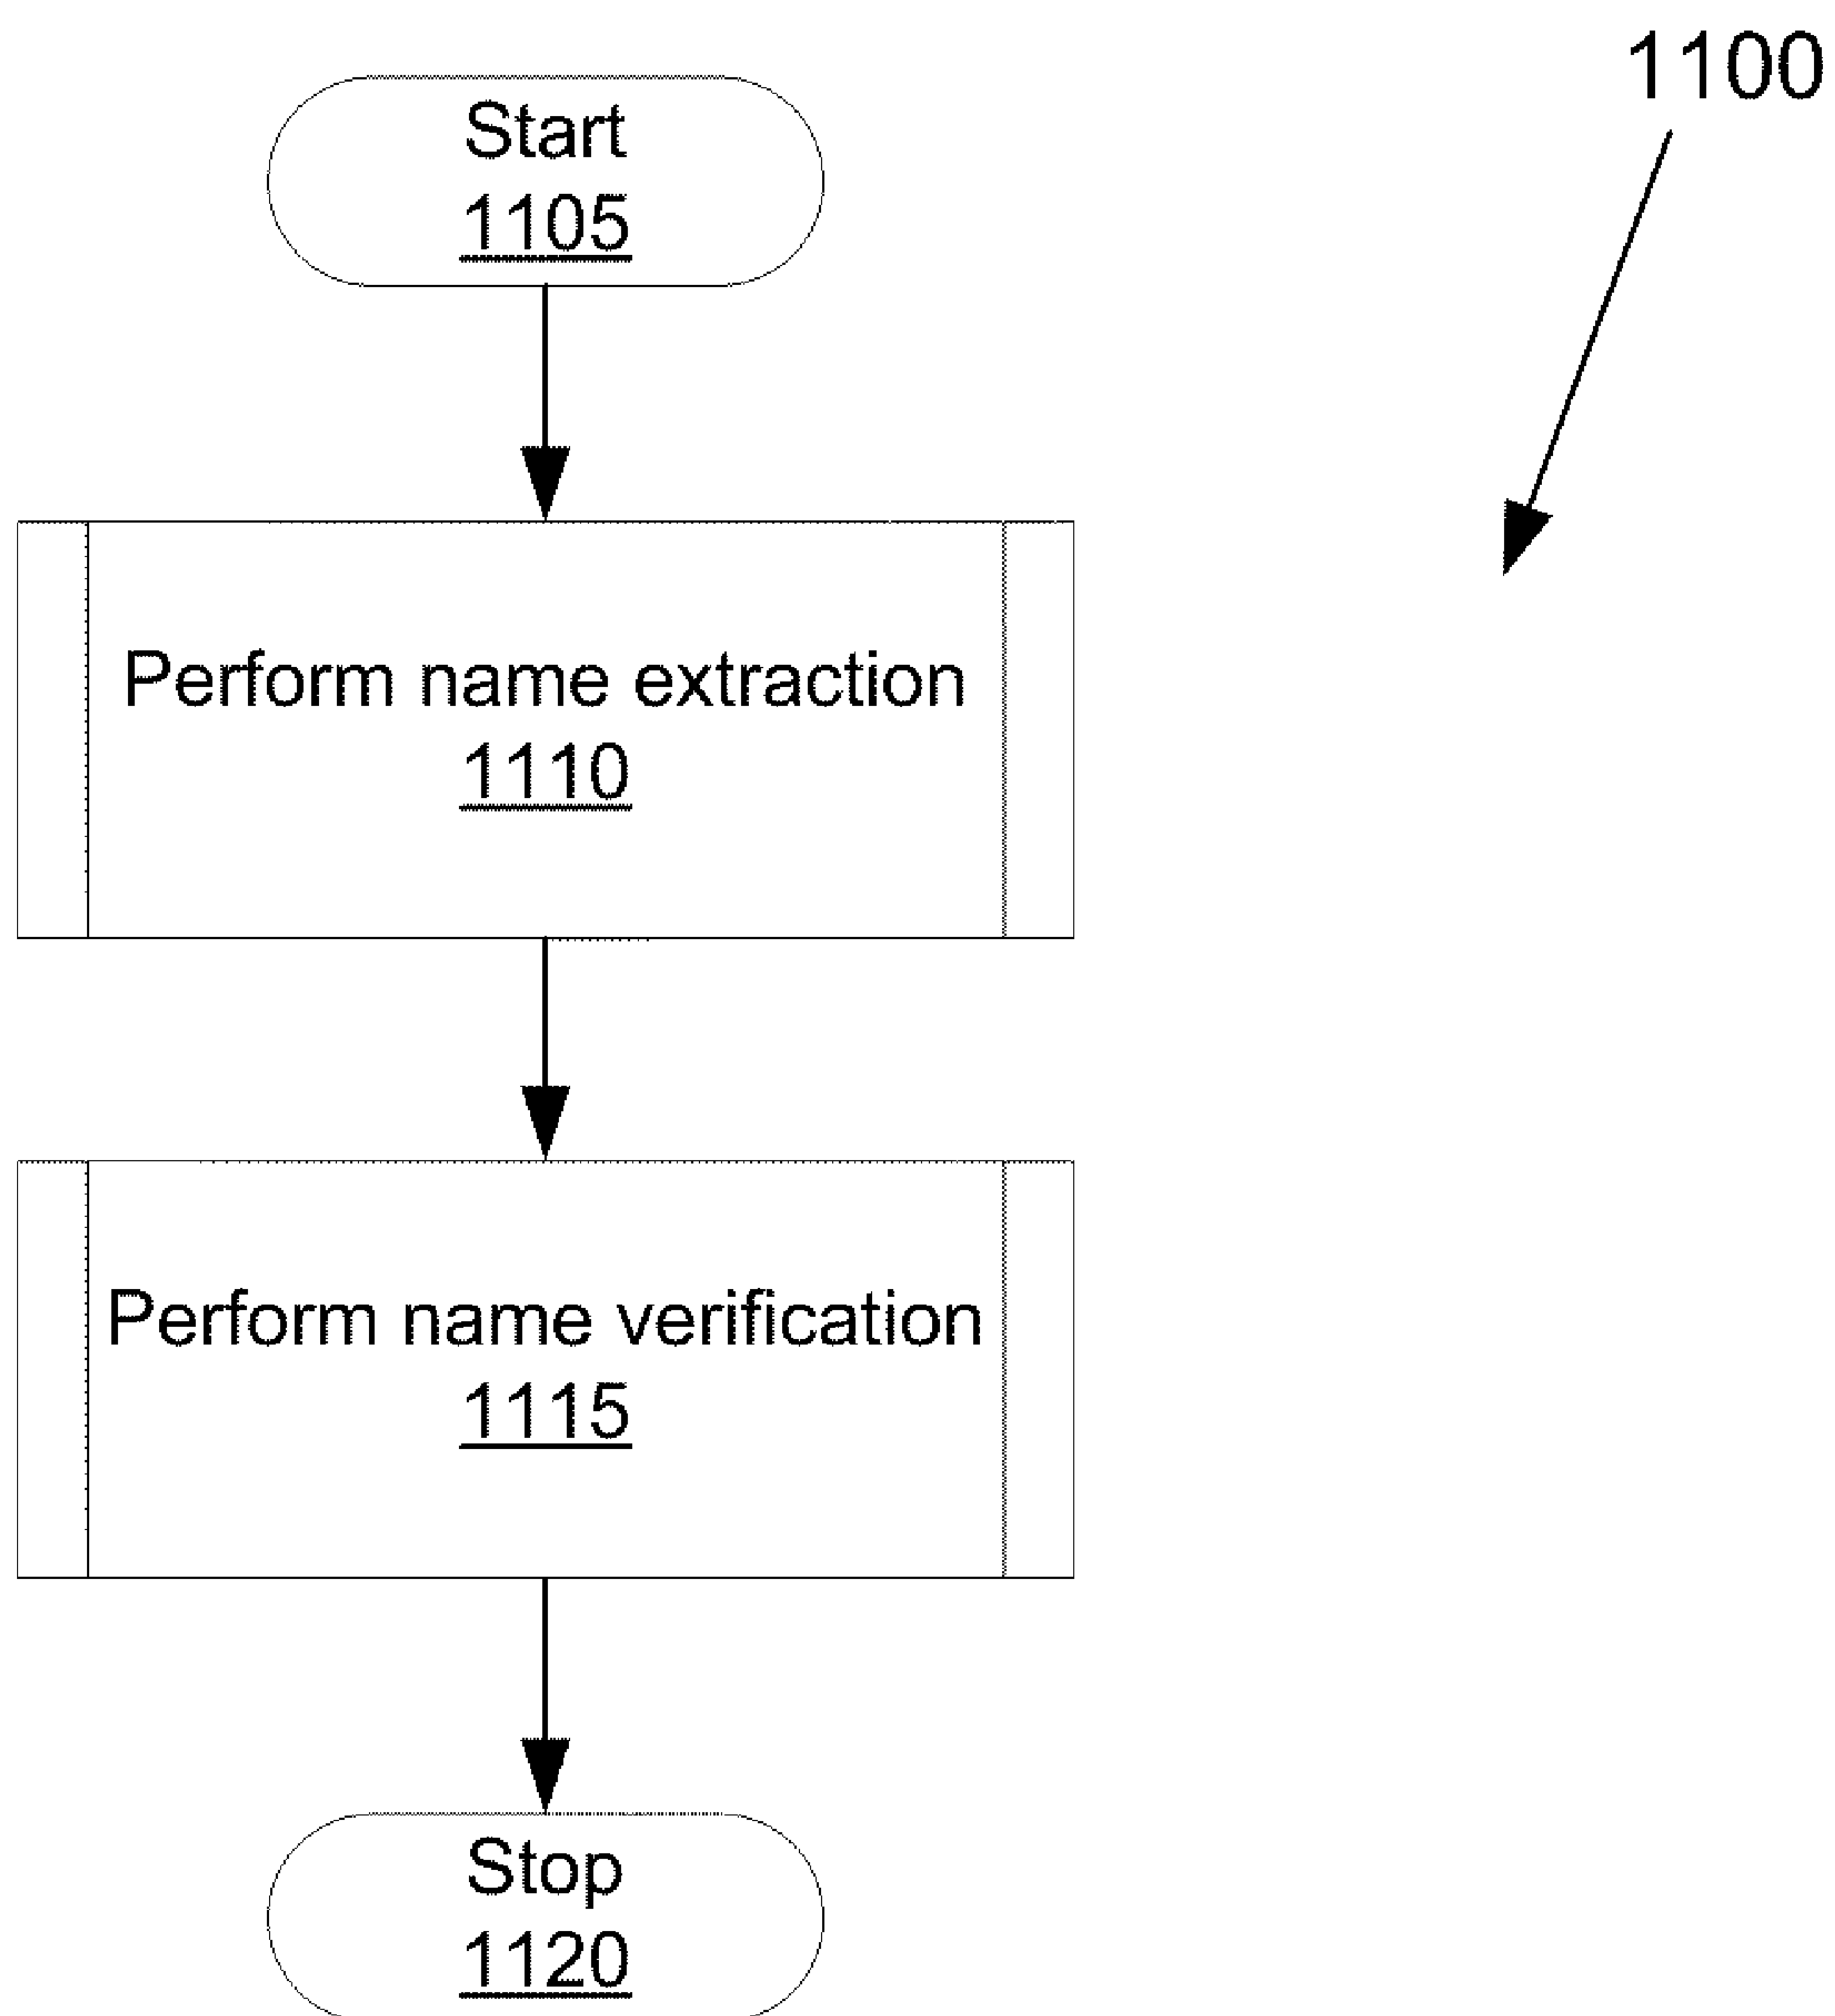 1100
Start
1105
Perform name extraction
1110
Perform name verification
1115
Stop
1120